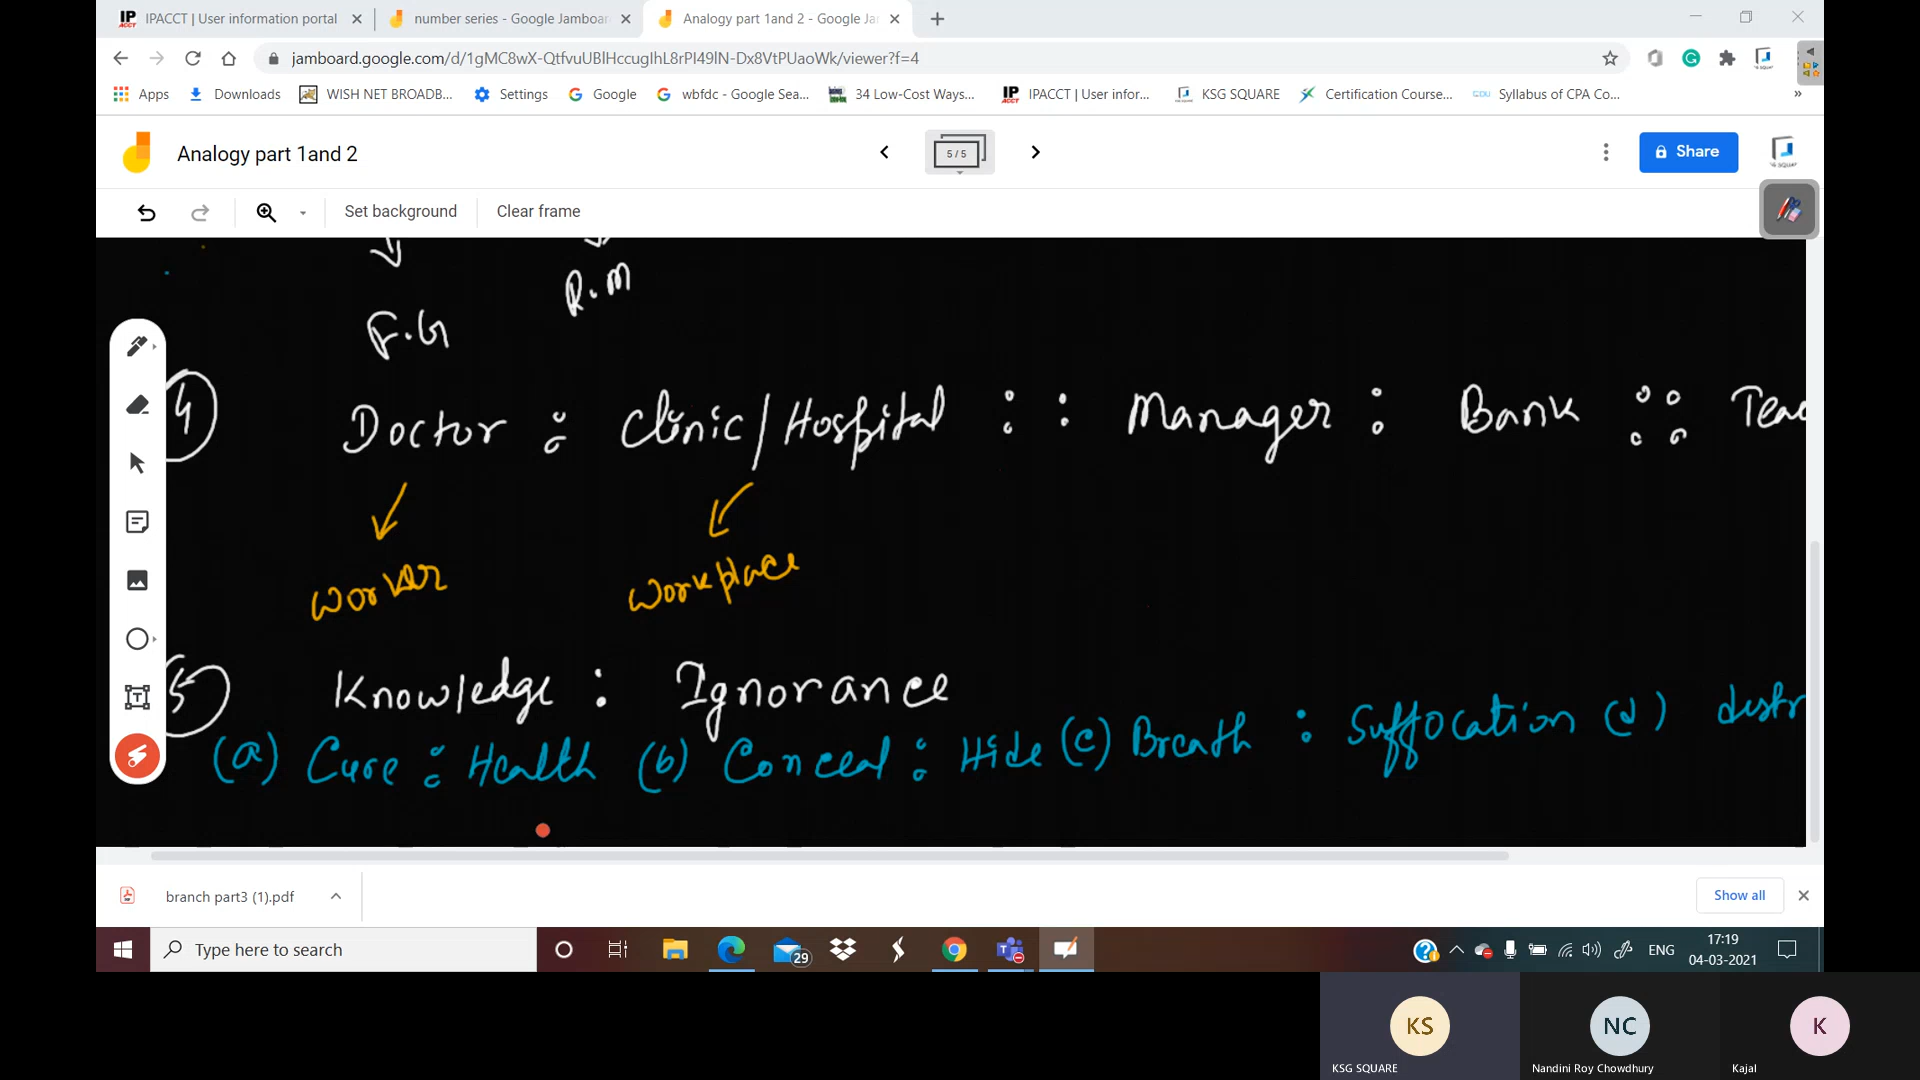 IPACCT | User information portal number series - Google Jamboar Analogy part 1and 2 - Google Jar
jamboard.google.com/d/1gMC8wX-QtfvuUBlHccuglhL8rPI49lN-Dx8VtPUaoWk/viewer?f=4
Apps Downloads WISH NET BROADB... Settings Google wbfdc - Google Sea... 34 Low-Cost Ways... IPACCT | User infor... KSG SQUARE Certification Course... Syllabus of CPA Co... »
Analogy part 1and 2 5 / 5 Share
Set background Clear frame
R.M
F.G
4 Doctor : Clinic/Hospital :: Manager : Bank :: Teac
Worker Workplace
5 Knowledge : Ignorance
(a) Cure : Health (b) Conceal : Hide (c) Breath : Suffocation (d) distr
branch part3 (1).pdf Show all
Type here to search 29 ENG 17:19
04-03-2021
KS NC K
KSG SQUARE Nandini Roy Chowdhury Kajal